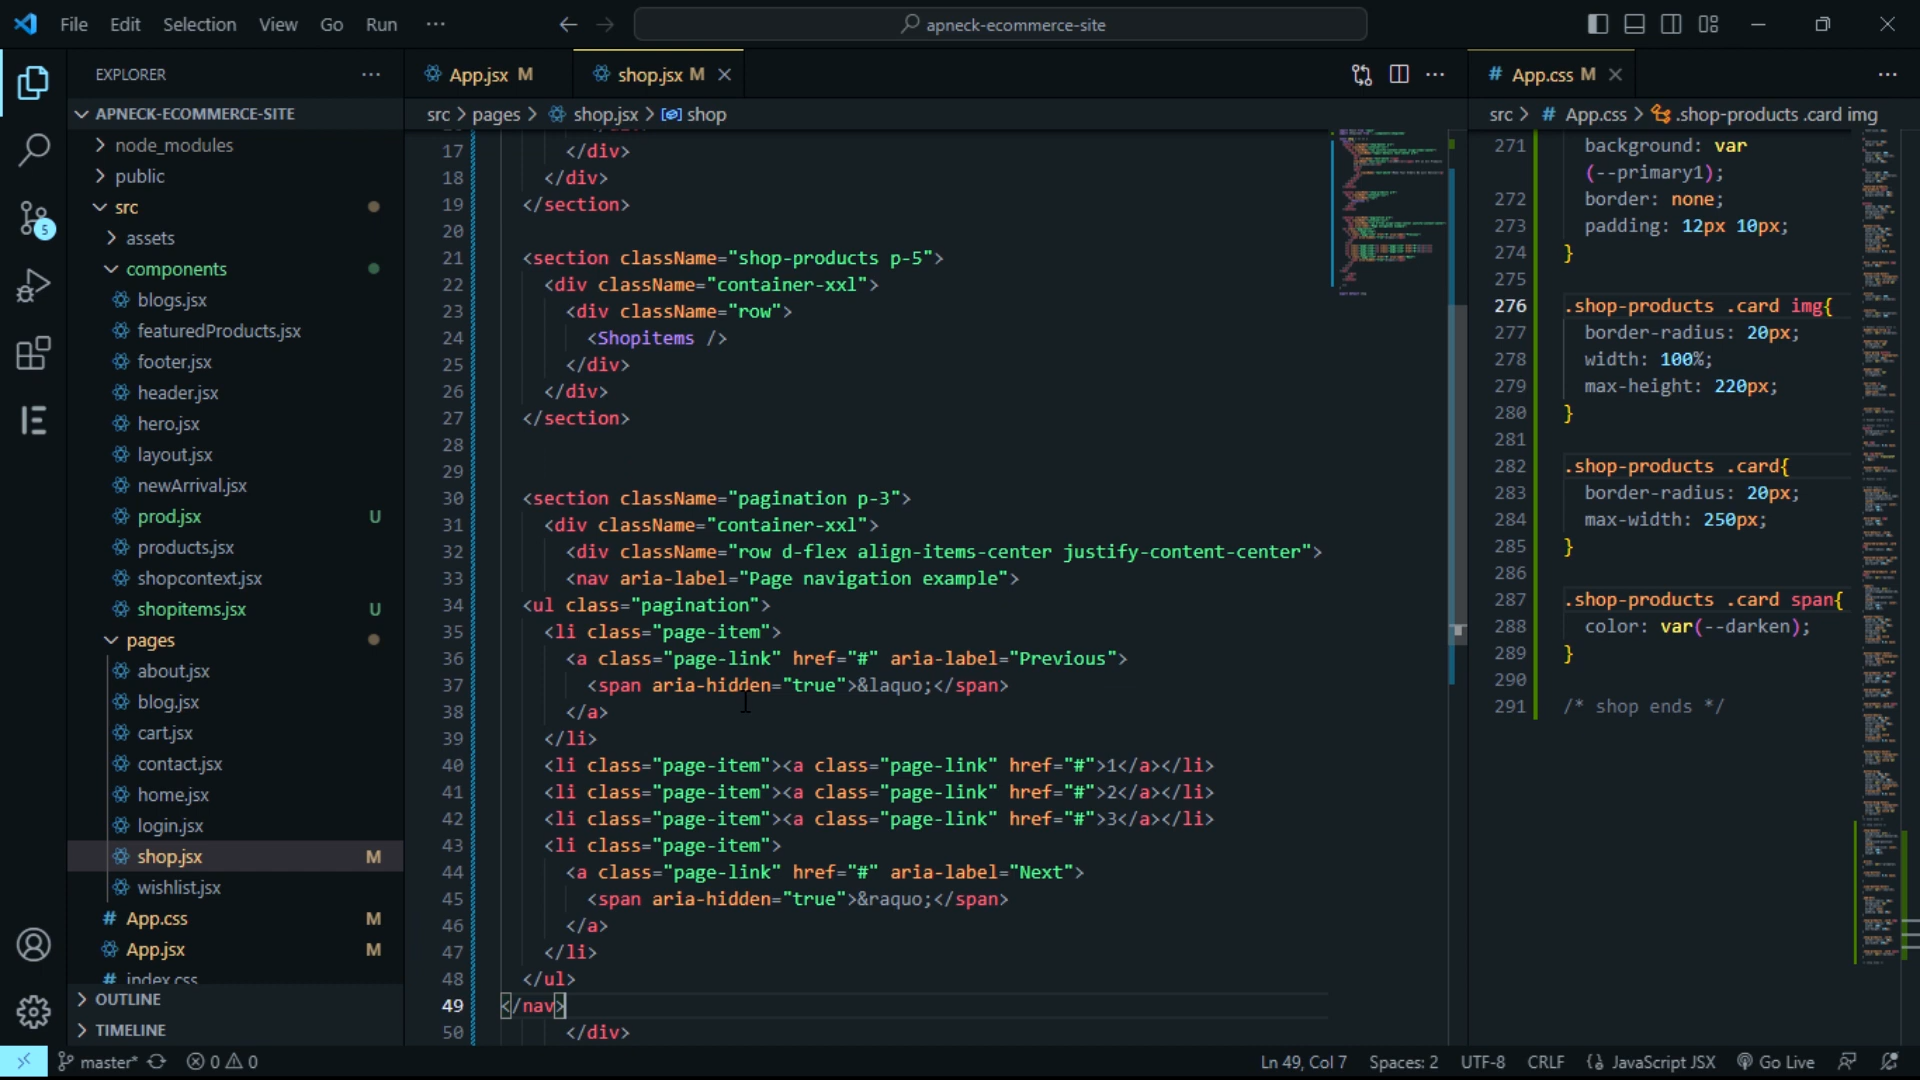 File Edit Selection View Go Run ··· apneck-ecommerce-site
EXPLORER ···
APNECK-ECOMMERCE-SITE
node_modules
public
src
assets
components
blogs.jsx
featuredProducts.jsx
footer.jsx
header.jsx
hero.jsx
layout.jsx
newArrival.jsx
prod.jsx U
products.jsx
shopcontext.jsx
shopitems.jsx U
pages
about.jsx
blog.jsx
cart.jsx
contact.jsx
home.jsx
login.jsx
shop.jsx M
wishlist.jsx
# App.css M
App.jsx M
# index.css
OUTLINE
TIMELINE
5
App.jsx M shop.jsx M
src > pages > shop.jsx > shop
17 </div>
18 </div>
19 </section>
20
21 <section className="shop-products p-5">
22 <div className="container-xxl">
23 <div className="row">
24 <Shopitems />
25 </div>
26 </div>
27 </section>
28
29
30 <section className="pagination p-3">
31 <div className="container-xxl">
32 <div className="row d-flex align-items-center justify-content-center">
33 <nav aria-label="Page navigation example">
34 <ul class="pagination">
35 <li class="page-item">
36 <a class="page-link" href="#" aria-label="Previous">
37 <span aria-hidden="true">&laquo;</span>
38 </a>
39 </li>
40 <li class="page-item"><a class="page-link" href="#">1</a></li>
41 <li class="page-item"><a class="page-link" href="#">2</a></li>
42 <li class="page-item"><a class="page-link" href="#">3</a></li>
43 <li class="page-item">
44 <a class="page-link" href="#" aria-label="Next">
45 <span aria-hidden="true">&raquo;</span>
46 </a>
47 </li>
48 </ul>
49 </nav>
50 </div>
# App.css M
src > # App.css > .shop-products .card img
271 background: var
(--primary1);
272 border: none;
273 padding: 12px 10px;
274 }
275
276 .shop-products .card img{
277 border-radius: 20px;
278 width: 100%;
279 max-height: 220px;
280 }
281
282 .shop-products .card{
283 border-radius: 20px;
284 max-width: 250px;
285 }
286
287 .shop-products .card span{
288 color: var(--darken);
289 }
290
291 /* shop ends */
master* 0 0 Ln 49, Col 7 Spaces: 2 UTF-8 CRLF {} JavaScript JSX Go Live